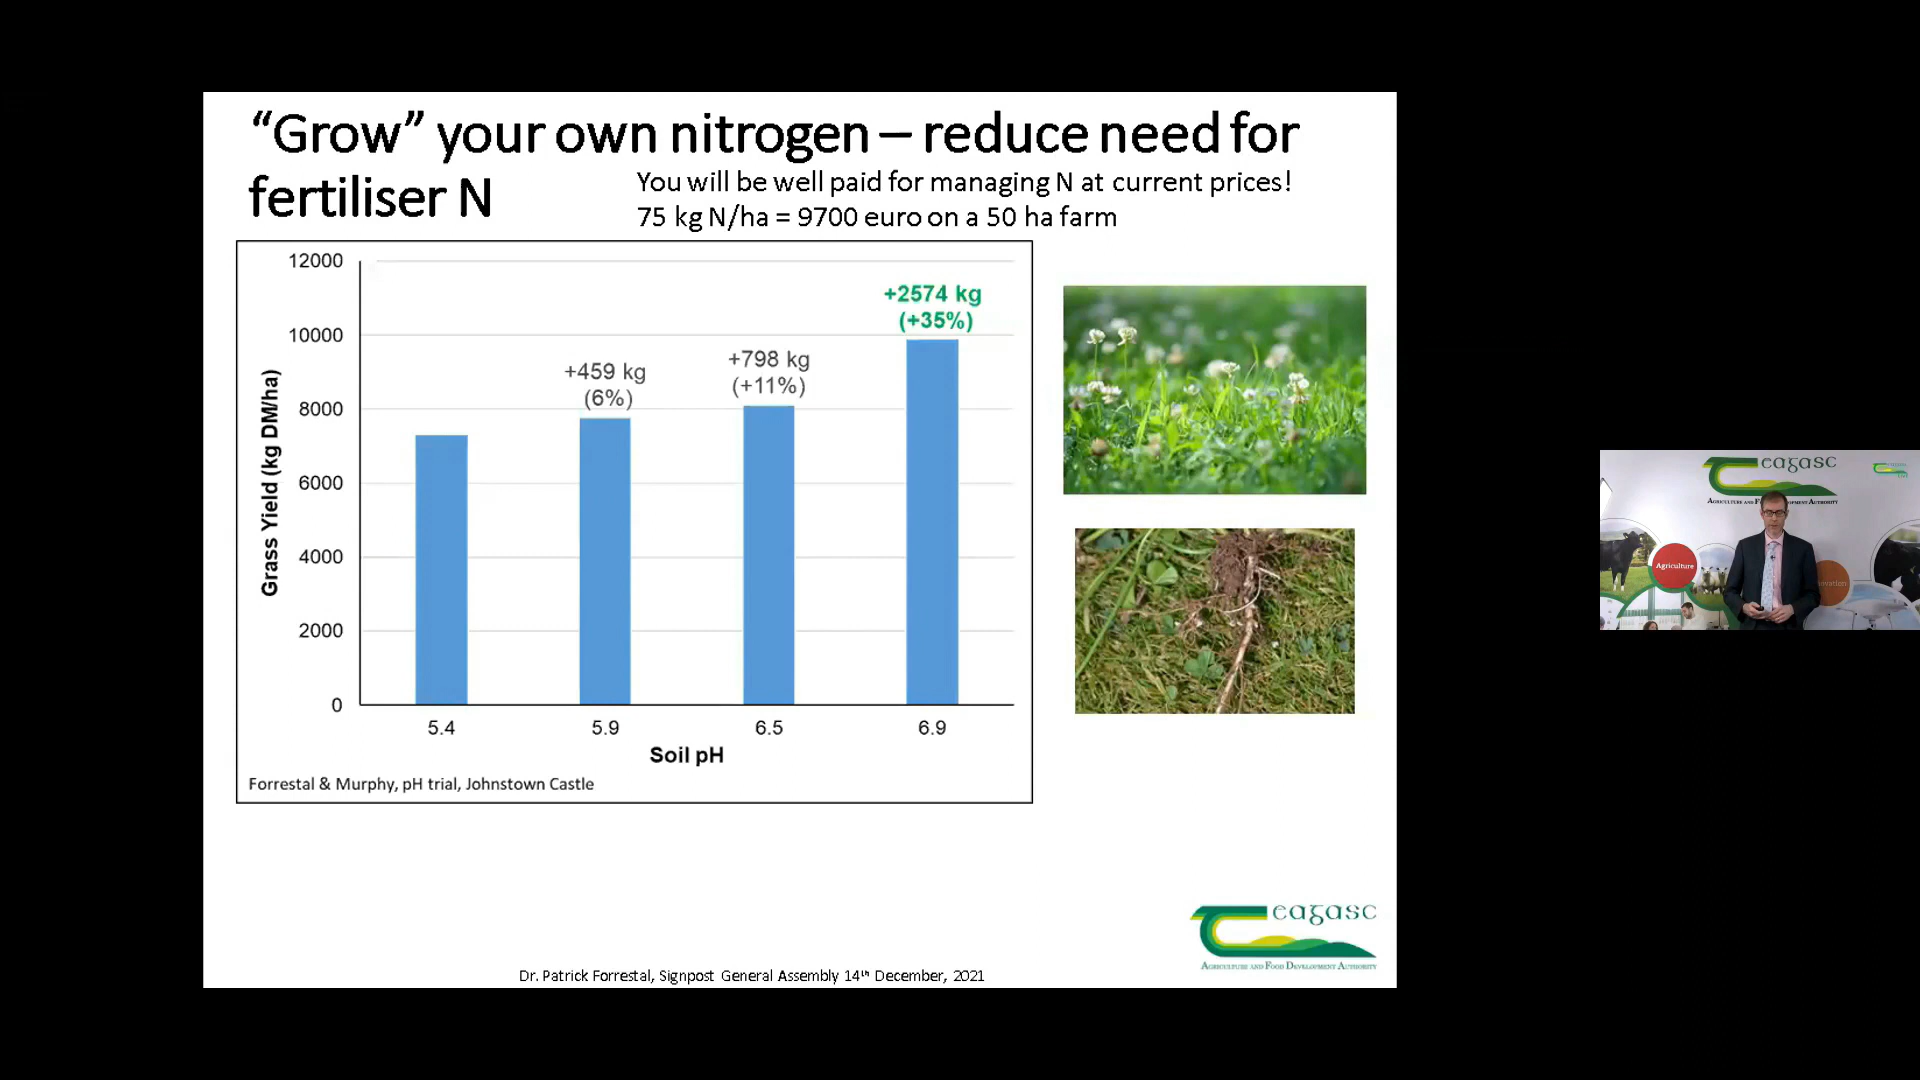 “Grow” your own nitrogen – reduce need for
fertiliser N
You will be well paid for managing N at current prices!
75 kg N/ha = 9700 euro on a 50 ha farm
12000
10000
8000
6000
4000
2000
0
Grass Yield (kg DM/ha)
+459 kg
(6%)
+798 kg
(+11%)
+2574 kg
(+35%)
5.4 5.9 6.5 6.9
Soil pH
Forrestal & Murphy, pH trial, Johnstown Castle
eagasc
Agriculture and Food Development Authority
Dr. Patrick Forrestal, Signpost General Assembly 14th December, 2021
eagasc
Agriculture